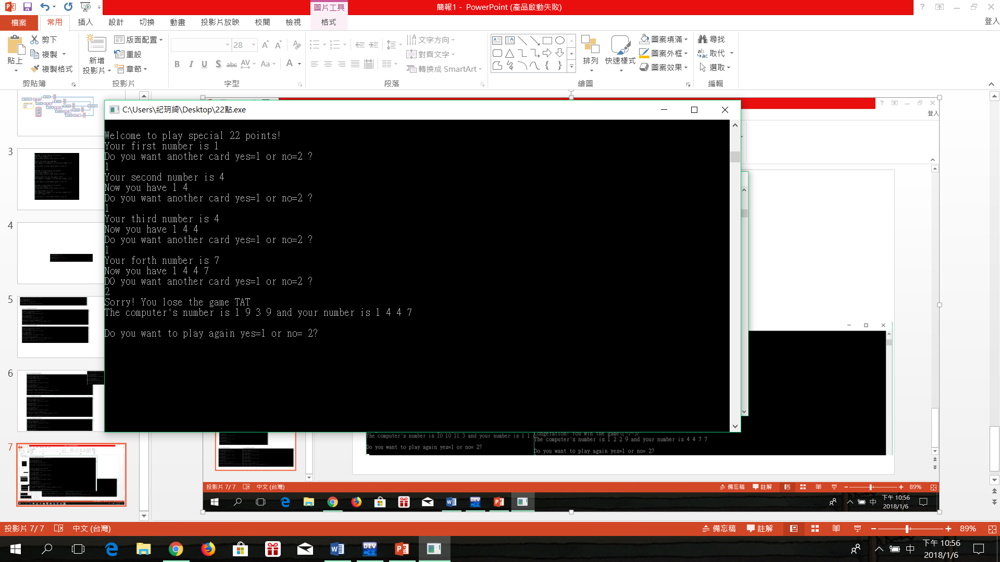 簡報1 - PowerPoint (產品啟動失敗)
圖片工具
登入
檔案 常用 插入 設計 切換 動畫 投影片放映 校閱 檢視 格式
貼上
剪下
複製
複製格式
剪貼簿
新增
投影片
版面配置
重設
章節
投影片
28
B I U S abc AV Aa A
字型
文字方向
對齊文字
轉換成 SmartArt
段落
排列
快速樣式
圖案填滿
圖案外框
圖案效果
繪圖
尋找
取代
選取
編輯
3
4
5
6
7
C:\Users\紀玥綺\Desktop\22點.exe
Welcome to play special 22 points!
Your first number is 1
Do you want another card yes=1 or no=2 ?
1
Your second number is 4
Now you have 1 4
Do you want another card yes=1 or no=2 ?
1
Your third number is 4
Now you have 1 4 4
Do you want another card yes=1 or no=2 ?
1
Your forth number is 7
Now you have 1 4 4 7
DO you want another card yes=1 or no=2 ?
2
Sorry! You lose the game TAT
The computer's number is 1 9 3 9 and your number is 1 4 4 7
Do you want to play again yes=1 or no= 2?
登入
The computer's number is 10 10 11 3 and your number is 1 1
Do you want to play again yes=1 or no= 2?
Congeration! You win the game\(^7^)/
The computer's number is 1 2 2 9 and your number is 4 4 7 7
Do you want to play again yes=1 or no= 2?
投影片 7/ 7 中文 (台灣) 備忘稿 註解 89%
中 下午 10:56
2018/1/6
投影片 7/ 7 中文 (台灣) 備忘稿 註解 89%
DEV
中 下午 10:56
2018/1/6